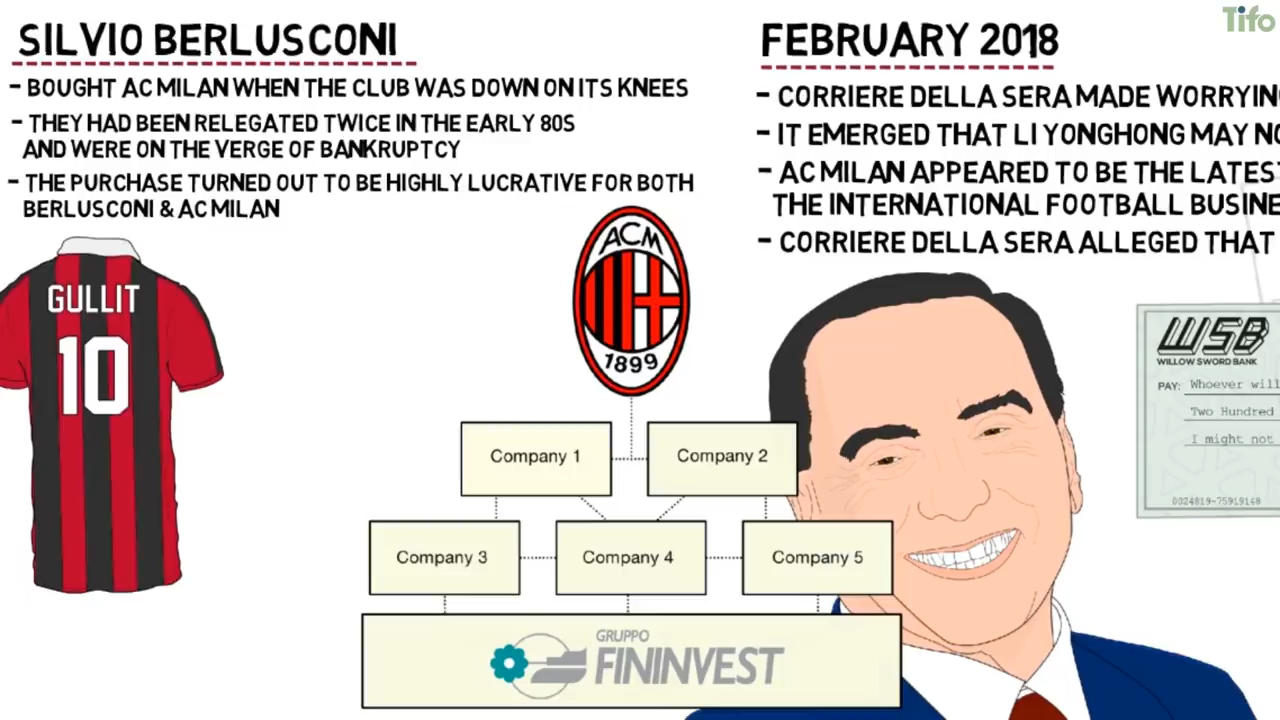 Tifo
SILVIO BERLUSCONI
- BOUGHT AC MILAN WHEN THE CLUB WAS DOWN ON ITS KNEES
- THEY HAD BEEN RELEGATED TWICE IN THE EARLY 80S
AND WERE ON THE VERGE OF BANKRUPTCY
- THE PURCHASE TURNED OUT TO BE HIGHLY LUCRATIVE FOR BOTH
BERLUSCONI & AC MILAN
GULLIT
10
ACM
1899
Company 1
Company 2
Company 3
Company 4
Company 5
GRUPPO
FININVEST
FEBRUARY 2018
- CORRIERE DELLA SERA MADE WORRYIN
- IT EMERGED THAT LI YONGHONG MAY
- AC MILAN APPEARED TO BE THE
THE INTERNATIONAL FOOTBALL
- CORRIERE DELLA SERA ALLEGED THAT
WSB
WILLOW SWORD BANK
PAY: Whoever will
Two Hundred
I might not
0024819-75919148